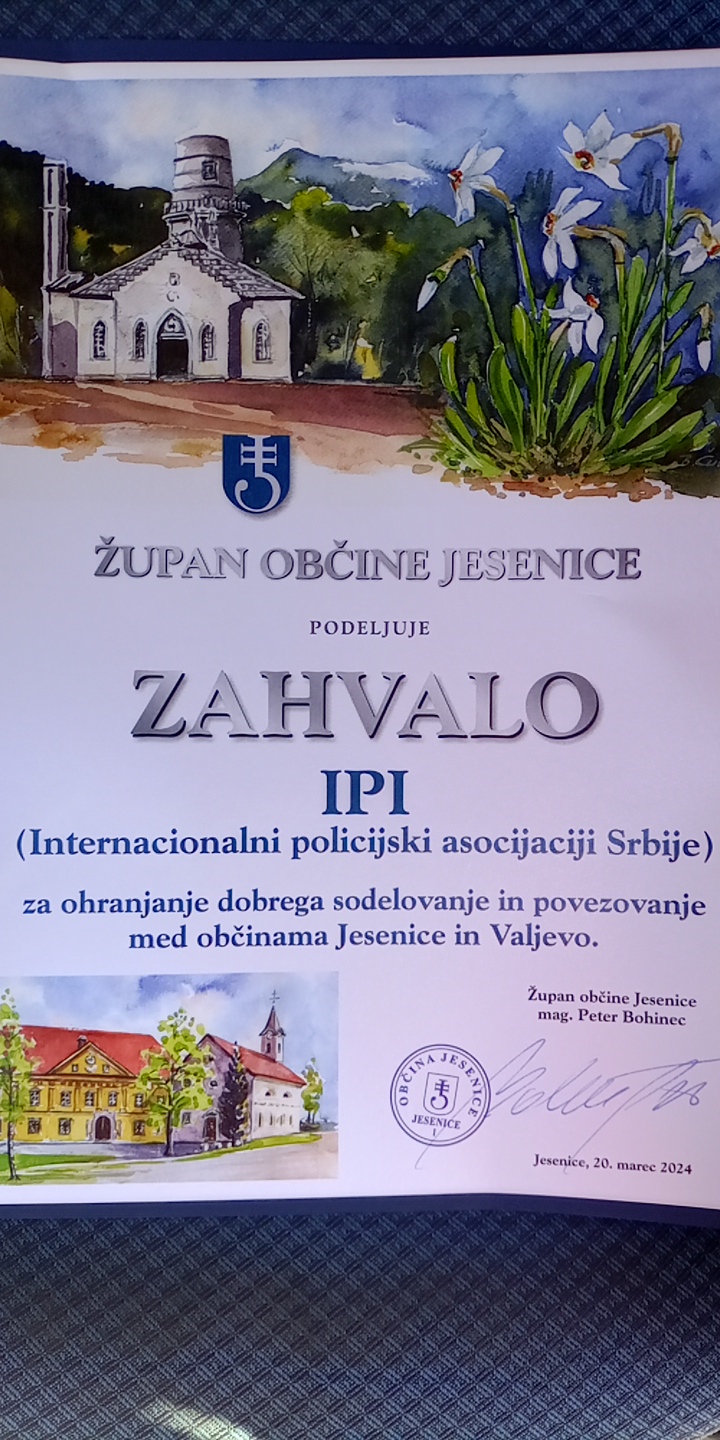 ŽUPAN OBČINE JESENICE
PODELJUJE
ZAHVALO
IPI
(Internacionalni policijski asocijaciji Srbije)
za ohranjanje dobrega sodelovanje in povezovanje
med občinama Jesenice in Valjevo.
Župan občine Jesenice
mag. Peter Bohinec
OBČINA JESENICE
JESENICE
1
Jesenice, 20. marec 2024